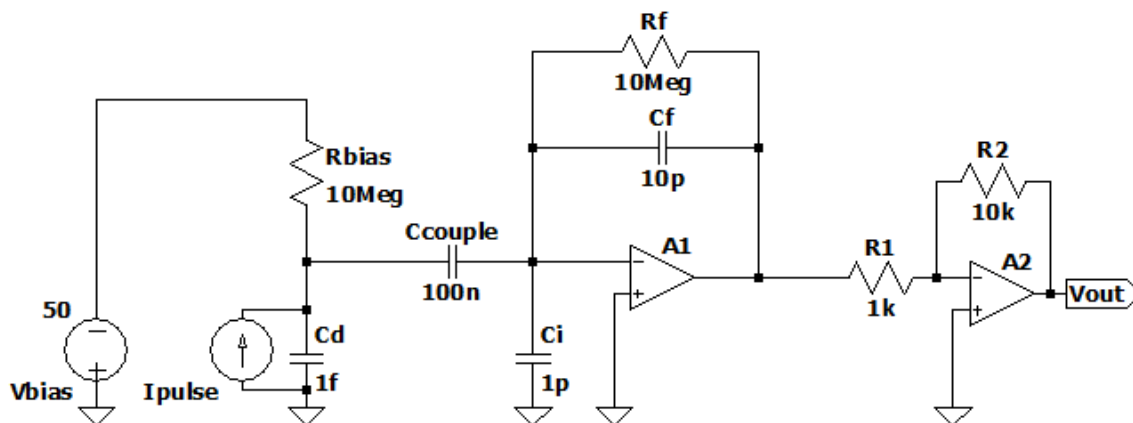 Rf
10Meg
Cf
10p
Rbias
10Meg
Ccouple
100n
A1
R2
10k
R1
1k
A2
Vout
50
Vbias
Ipulse
Cd
1f
Ci
1p